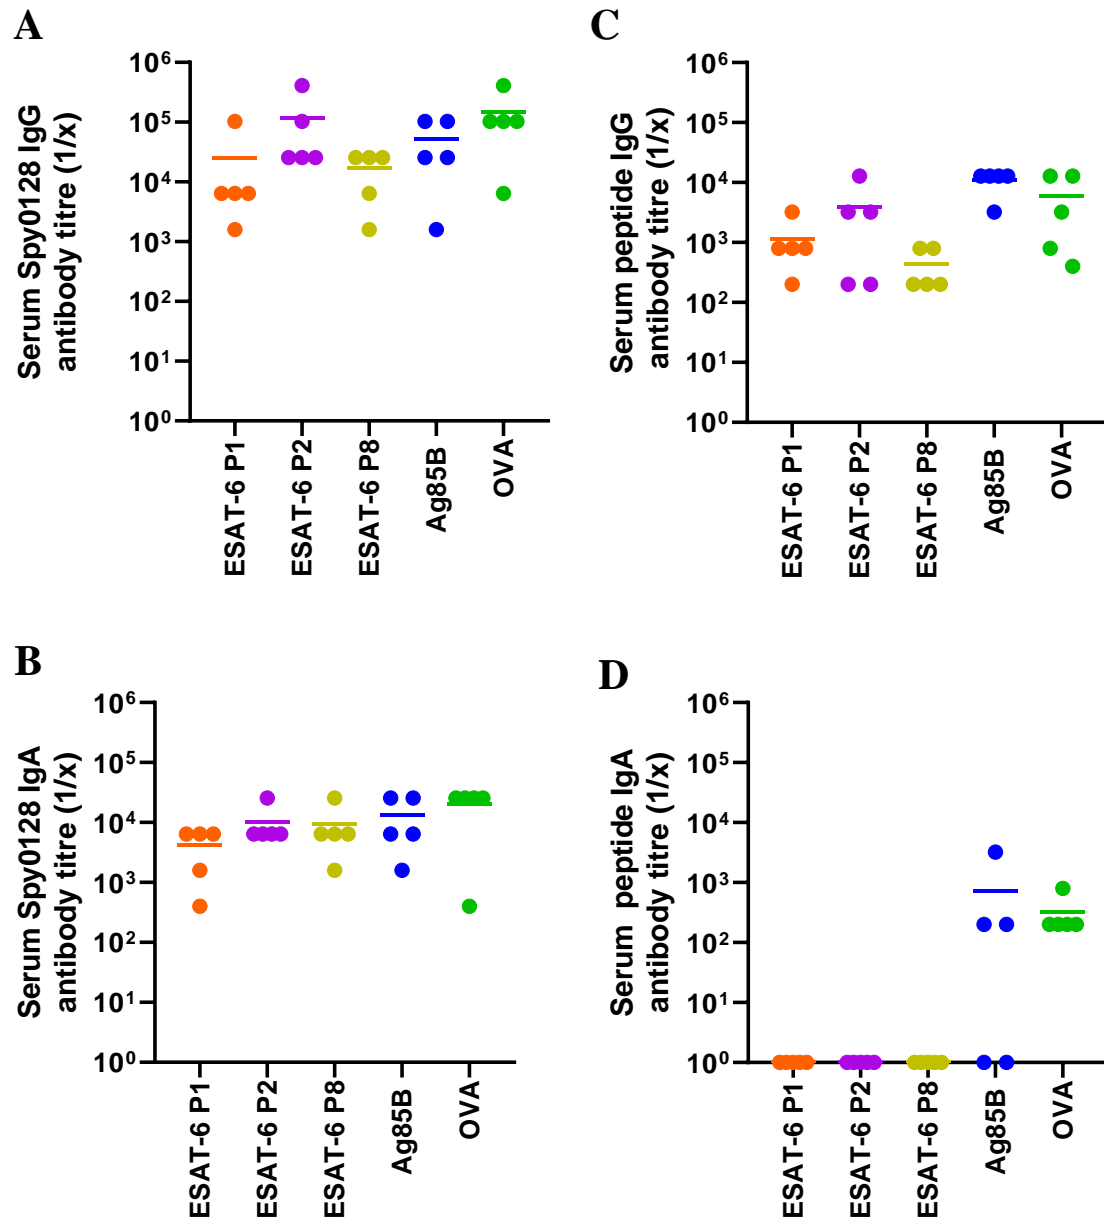 A
Serum Spy0128 IgG
antibody titre (1/x)
10⁶
10⁵
10⁴
10³
10²
10¹
10⁰
ESAT-6 P1
ESAT-6 P2
ESAT-6 P8
Ag85B
OVA
C
Serum peptide IgG
antibody titre (1/x)
10⁶
10⁵
10⁴
10³
10²
10¹
10⁰
ESAT-6 P1
ESAT-6 P2
ESAT-6 P8
Ag85B
OVA
B
Serum Spy0128 IgA
antibody titre (1/x)
10⁶
10⁵
10⁴
10³
10²
10¹
10⁰
ESAT-6 P1
ESAT-6 P2
ESAT-6 P8
Ag85B
OVA
D
Serum peptide IgA
antibody titre (1/x)
10⁶
10⁵
10⁴
10³
10²
10¹
10⁰
ESAT-6 P1
ESAT-6 P2
ESAT-6 P8
Ag85B
OVA